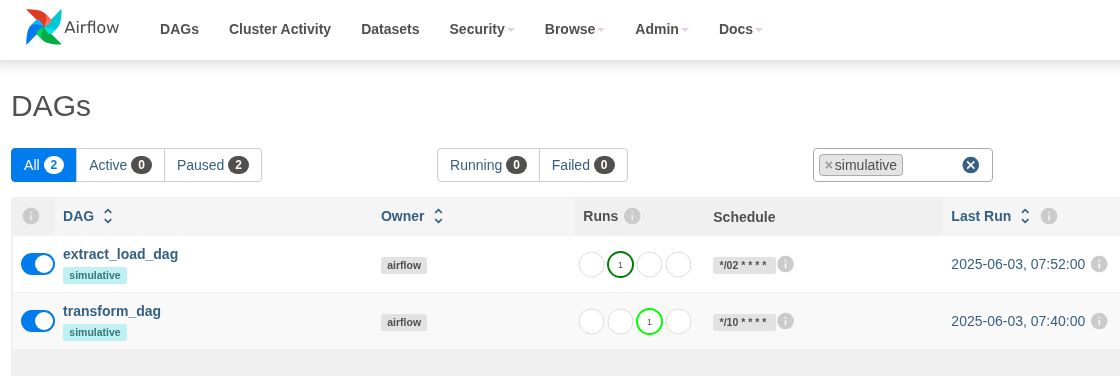 Airflow DAGs Cluster Activity Datasets Security Browse Admin Docs
DAGs
All 2 Active 0 Paused 2 Running 0 Failed 0 × simulative
DAG Owner Runs Schedule Last Run
extract_load_dag
simulative airflow 1 */02 * * * * 2025-06-03, 07:52:00
transform_dag
simulative airflow 1 */10 * * * * 2025-06-03, 07:40:00